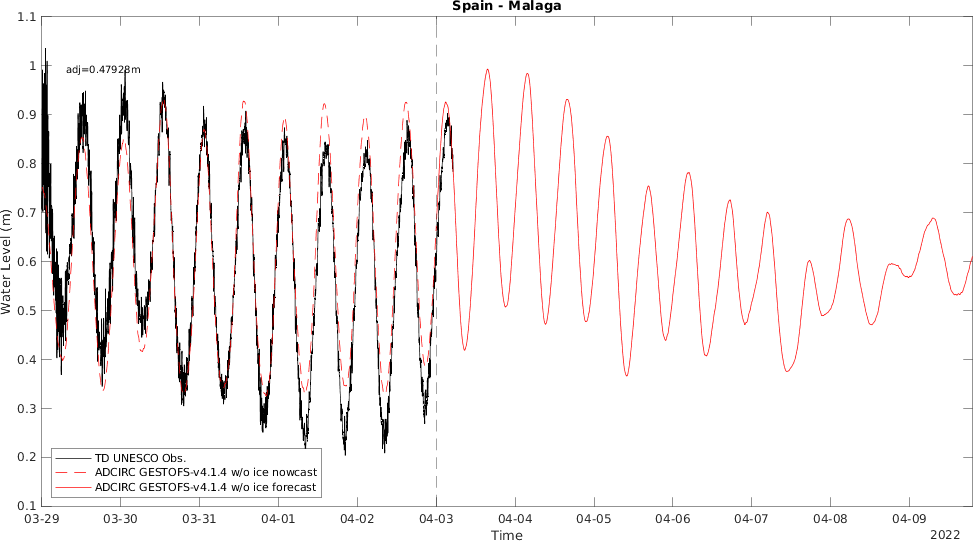 Spain - Malaga
1.1
1
0.9
0.8
0.7
0.6
0.5
0.4
0.3
0.2
0.1
Water Level (m)
adj=0.47928m
TD UNESCO Obs.
ADCIRC GESTOFS-v4.1.4 w/o ice nowcast
ADCIRC GESTOFS-v4.1.4 w/o ice forecast
03-29 03-30 03-31 04-01 04-02 04-03 04-04 04-05 04-06 04-07 04-08 04-09
Time
2022